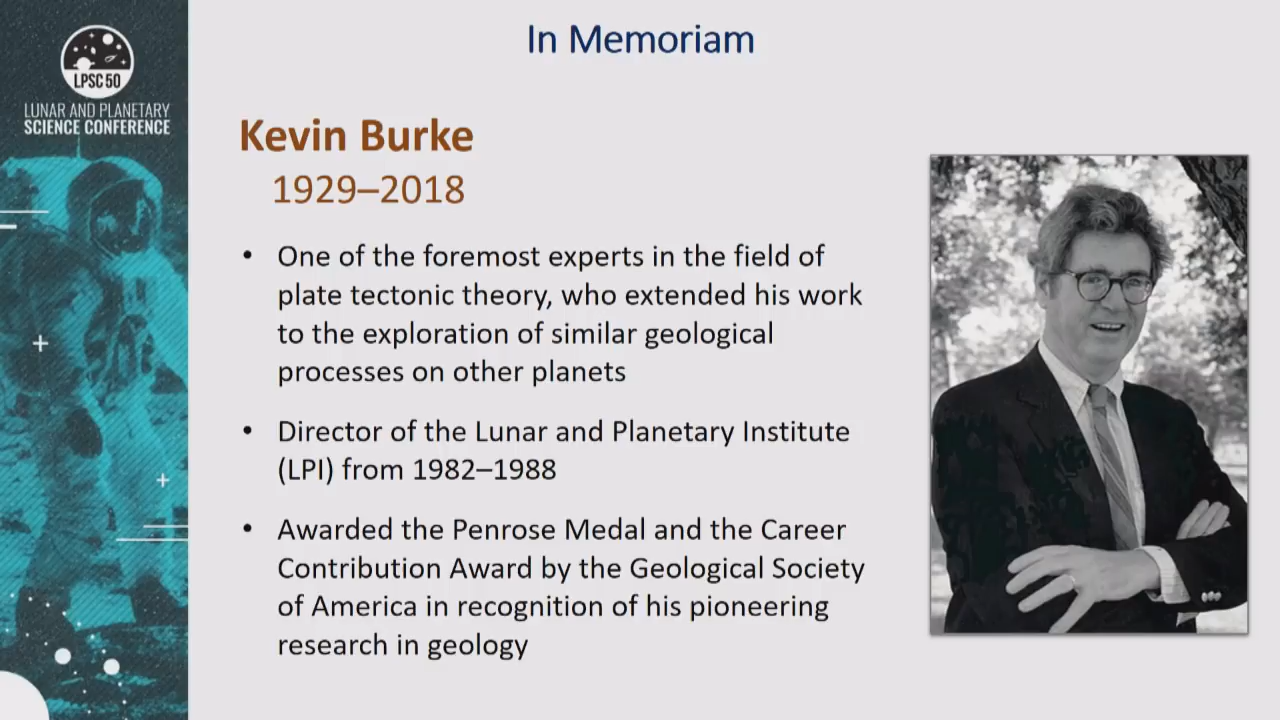 In Memoriam
LPSC 50
LUNAR AND PLANETARY
SCIENCE CONFERENCE
Kevin Burke
1929–2018
• One of the foremost experts in the field of
plate tectonic theory, who extended his work
to the exploration of similar geological
processes on other planets
• Director of the Lunar and Planetary Institute
(LPI) from 1982–1988
• Awarded the Penrose Medal and the Career
Contribution Award by the Geological Society
of America in recognition of his pioneering
research in geology